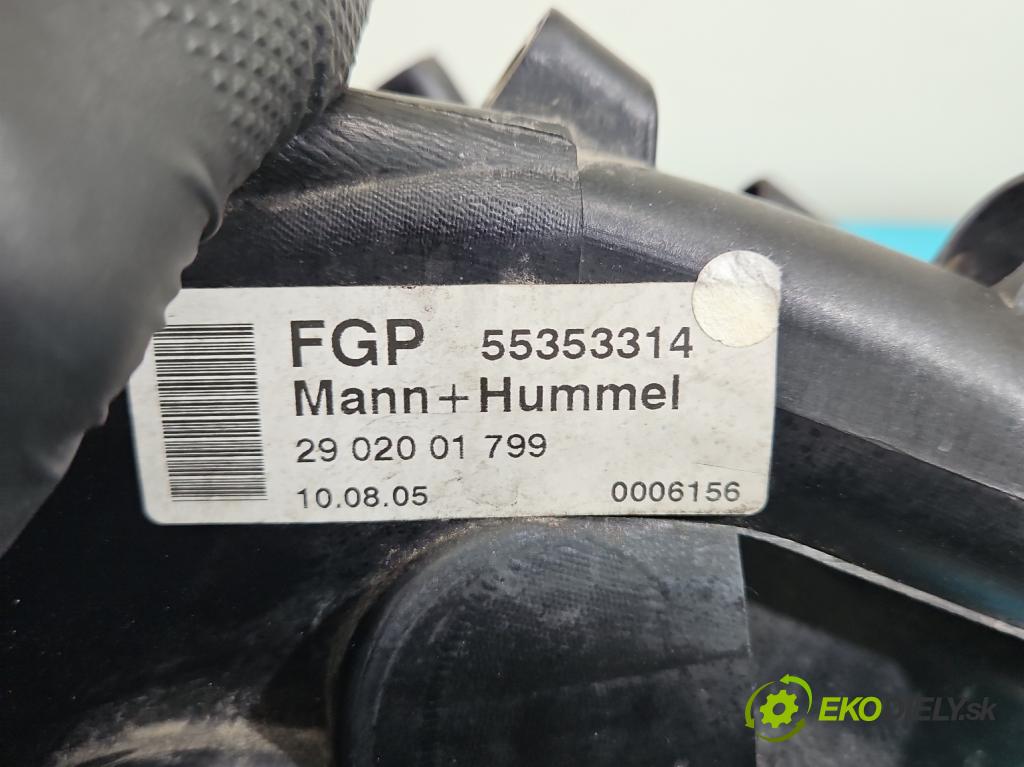 FGP 55353314
Mann+Hummel
29 020 01 799
10.08.05 0006156
EKODIELY.sk